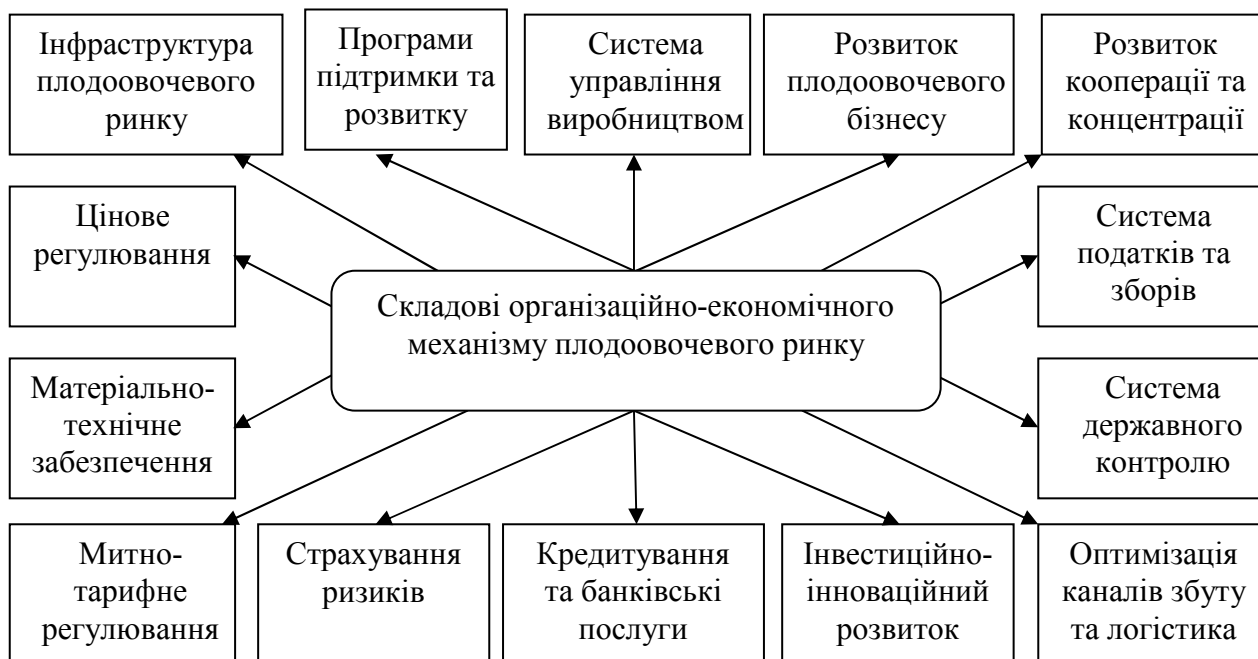 Інфраструктура
плодоовочевого
ринку
Програми
підтримки та
розвитку
Система
управління
виробництвом
Розвиток
плодоовочевого
бізнесу
Розвиток
кооперації та
концентрації
Цінове
регулювання
Система
податків та
зборів
Складові організаційно-економічного
механізму плодоовочевого ринку
Матеріально-
технічне
забезпечення
Система
державного
контролю
Митно-
тарифне
регулювання
Страхування
ризиків
Кредитування
та банківські
послуги
Інвестиційно-
інноваційний
розвиток
Оптимізація
каналів збуту
та логістика